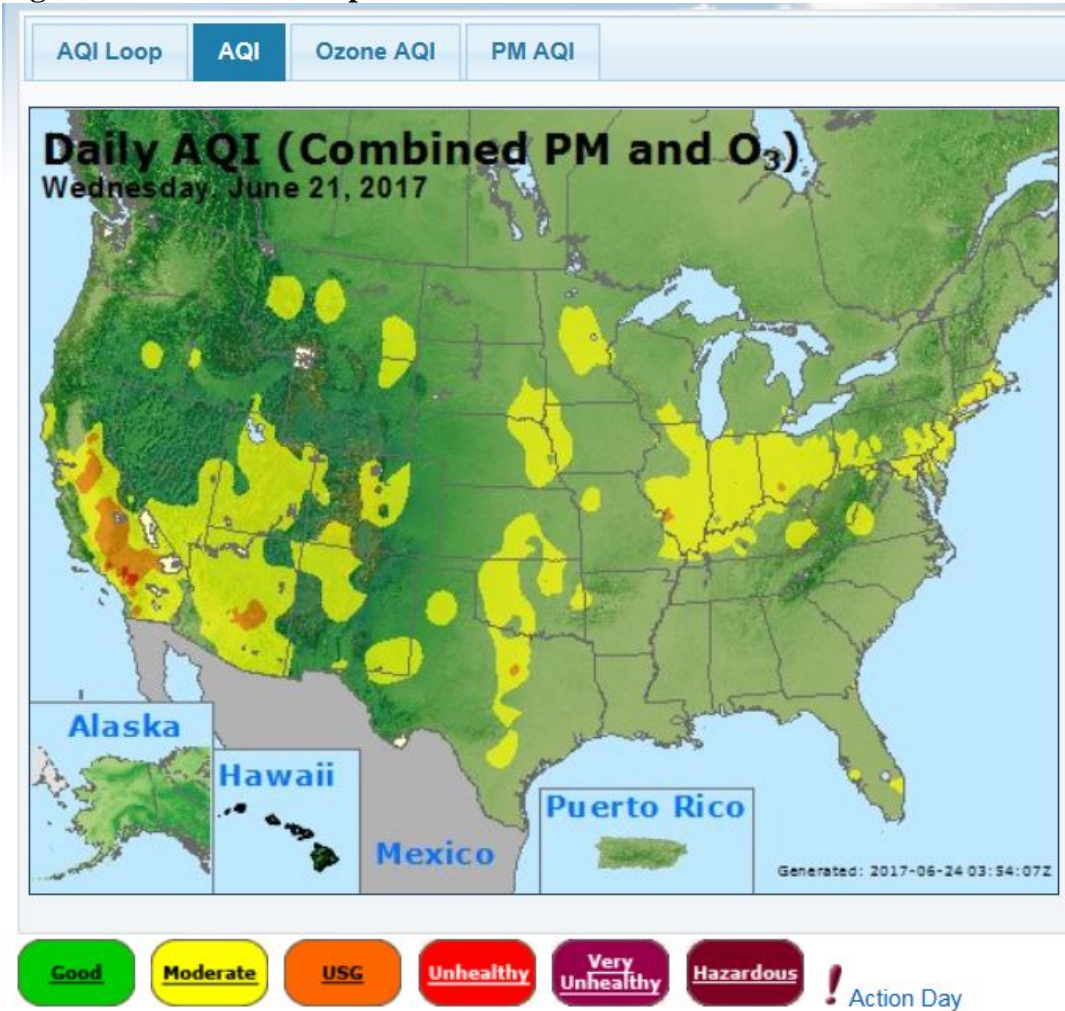 AQI Loop AQI Ozone AQI PM AQI
Daily AQI (Combined PM and O₃)
Wednesday, June 21, 2017
Alaska
Hawaii
Puerto Rico
Mexico
Generated: 2017-06-24 03:54:07Z
Good Moderate USG Unhealthy Very Unhealthy Hazardous ! Action Day